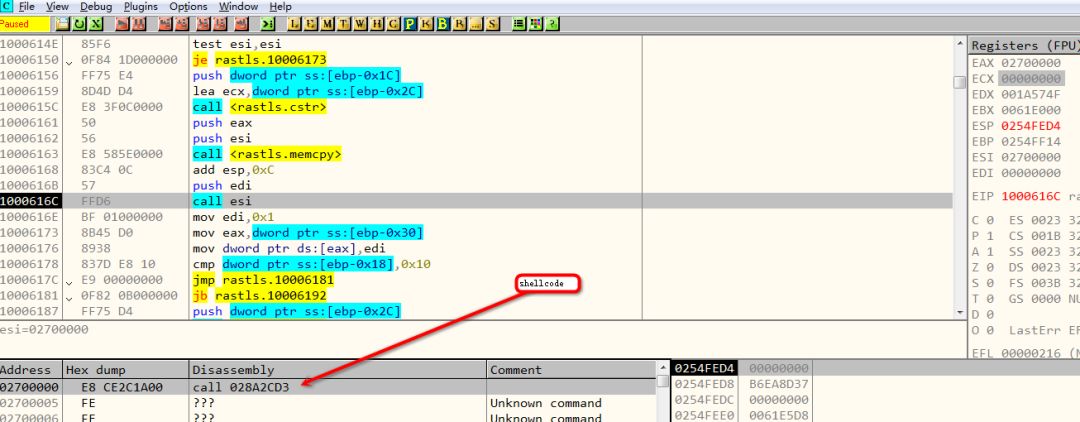 C File View Debug Plugins Options Window Help
Paused L E M T W H C P K B R ... S ?
1000614E 85F6 test esi,esi
10006150 0F84 1D000000 je rastls.10006173
10006156 FF75 E4 push dword ptr ss:[ebp-0x1C]
10006159 8D4D D4 lea ecx,dword ptr ss:[ebp-0x2C]
1000615C E8 3F0C0000 call <rastls.cstr>
10006161 50 push eax
10006162 56 push esi
10006163 E8 585E0000 call <rastls.memcpy>
10006168 83C4 0C add esp,0xC
1000616B 57 push edi
1000616C FFD6 call esi
1000616E BF 01000000 mov edi,0x1
10006173 8B45 D0 mov eax,dword ptr ss:[ebp-0x30]
10006176 8938 mov dword ptr ds:[eax],edi
10006178 837D E8 10 cmp dword ptr ss:[ebp-0x18],0x10
1000617C E9 00000000 jmp rastls.10006181
10006181 0F82 0B000000 jb rastls.10006192
10006187 FF75 D4 push dword ptr ss:[ebp-0x2C]
shellcode
esi=02700000
Registers (FPU)
EAX 02700000
ECX 00000000
EDX 001A574F
EBX 0061E000
ESP 0254FED4
EBP 0254FF14
ESI 02700000
EDI 00000000
EIP 1000616C ra
C 0 ES 0023 32
P 1 CS 001B 32
A 1 SS 0023 32
Z 0 DS 0023 32
S 0 FS 003B 32
T 0 GS 0000 NU
D 0
O 0 LastErr EF
EFL 00000216 (N
Address Hex dump Disassembly Comment
02700000 E8 CE2C1A00 call 028A2CD3
02700005 FE ??? Unknown command
02700006 FE ??? Unknown command
0254FED4 00000000
0254FED8 B6EA8D37
0254FEDC 00000000
0254FEE0 0061E5D8